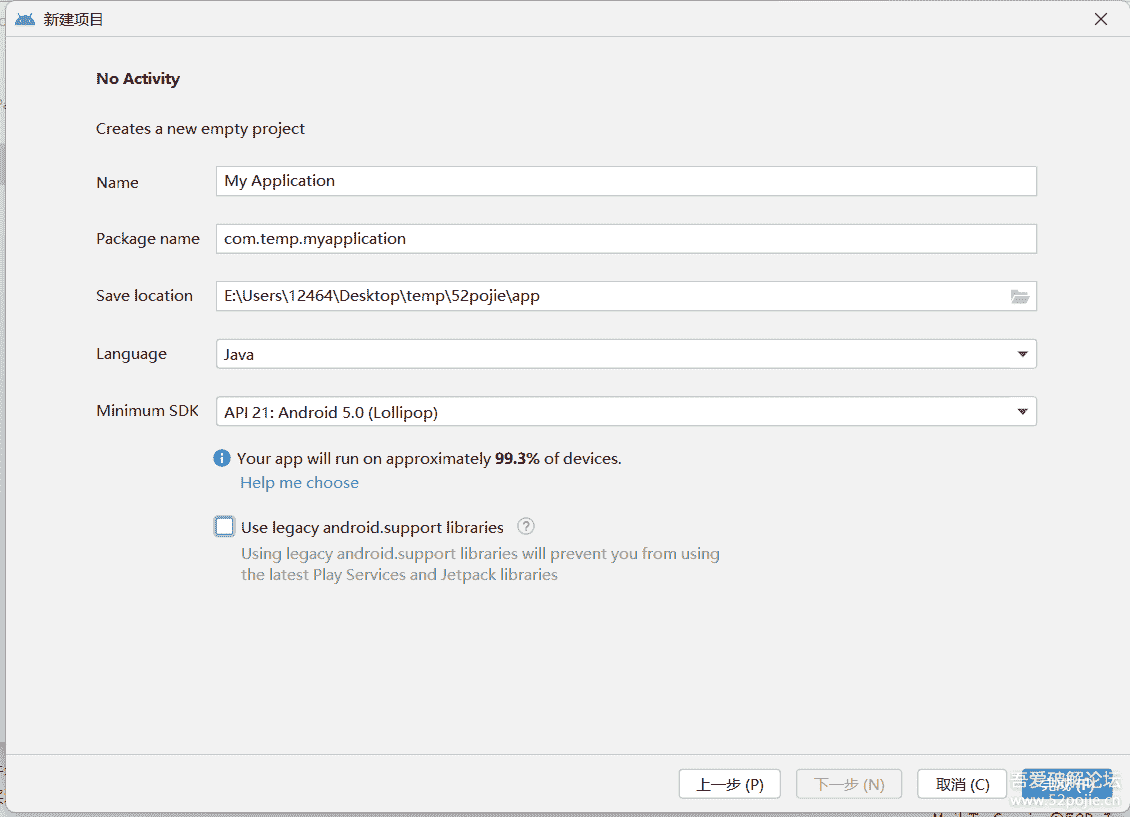 新建项目
No Activity
Creates a new empty project
Name
My Application
Package name
com.temp.myapplication
Save location
E:\Users\12464\Desktop\temp\52pojie\app
Language
Java
Minimum SDK
API 21: Android 5.0 (Lollipop)
Your app will run on approximately 99.3% of devices.
Help me choose
Use legacy android.support libraries
Using legacy android.support libraries will prevent you from using
the latest Play Services and Jetpack libraries
上一步 (P)
下一步 (N)
取消 (C)
吾爱破解论坛
www.52pojie.cn